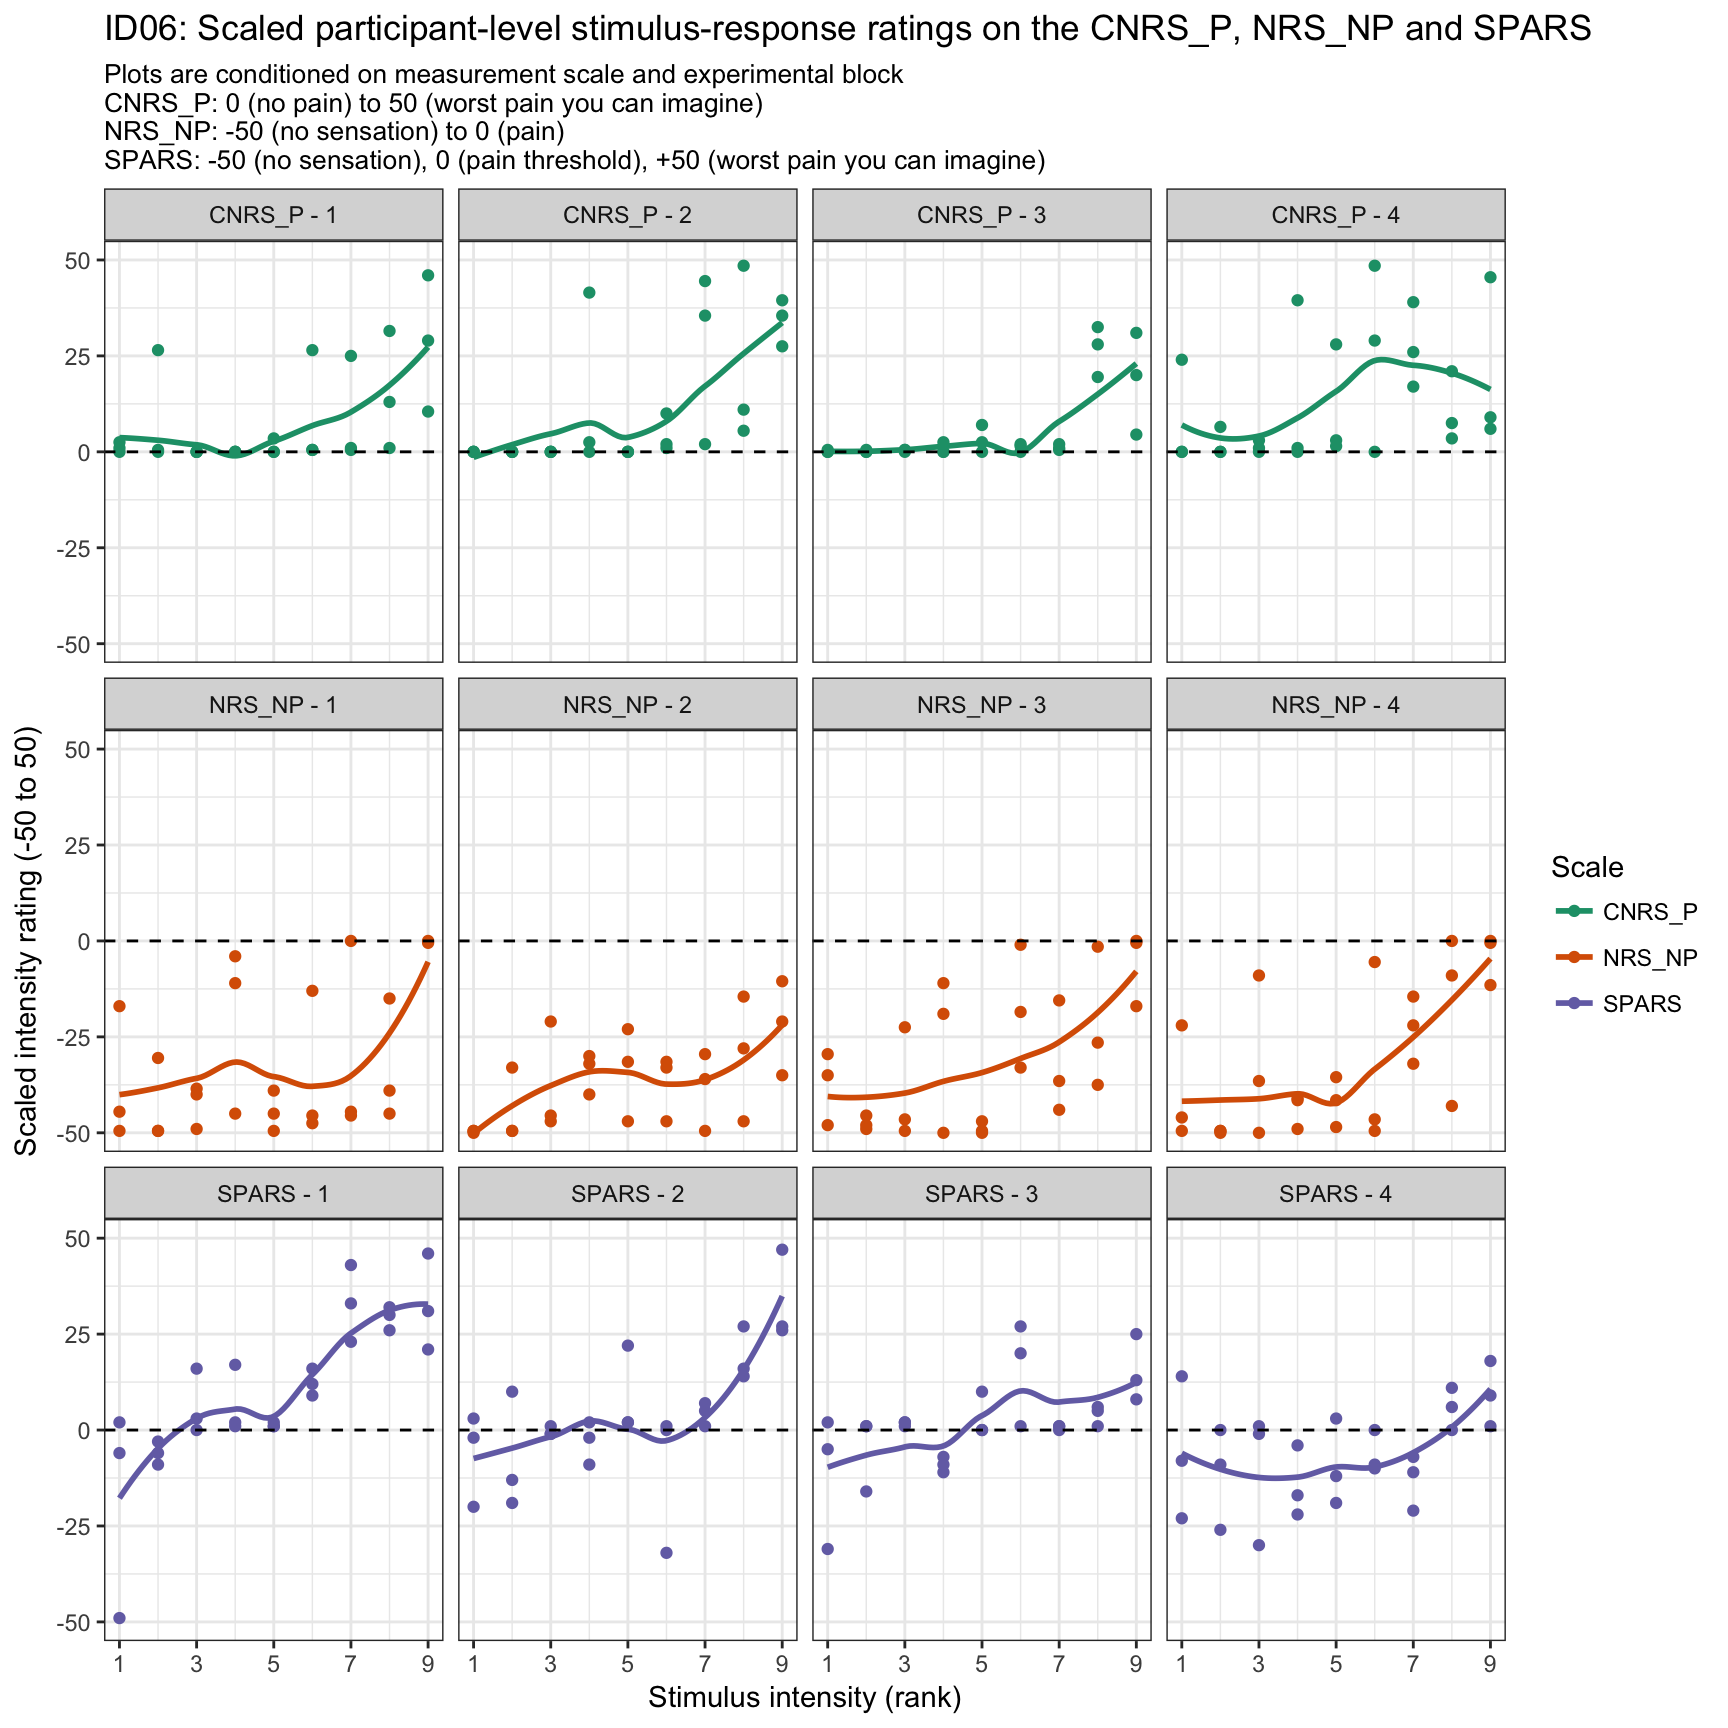 ID06: Scaled participant-level stimulus-response ratings on the CNRS_P, NRS_NP and SPARS
Plots are conditioned on measurement scale and experimental block
CNRS_P: 0 (no pain) to 50 (worst pain you can imagine)
NRS_NP: -50 (no sensation) to 0 (pain)
SPARS: -50 (no sensation), 0 (pain threshold), +50 (worst pain you can imagine)
CNRS_P - 1 CNRS_P - 2 CNRS_P - 3 CNRS_P - 4
50
25
0
-25
-50
NRS_NP - 1 NRS_NP - 2 NRS_NP - 3 NRS_NP - 4
50
25
0
-25
-50
SPARS - 1 SPARS - 2 SPARS - 3 SPARS - 4
50
25
0
-25
-50
1 3 5 7 9 1 3 5 7 9 1 3 5 7 9 1 3 5 7 9
Stimulus intensity (rank)
Scaled intensity rating (-50 to 50)
Scale
CNRS_P
NRS_NP
SPARS